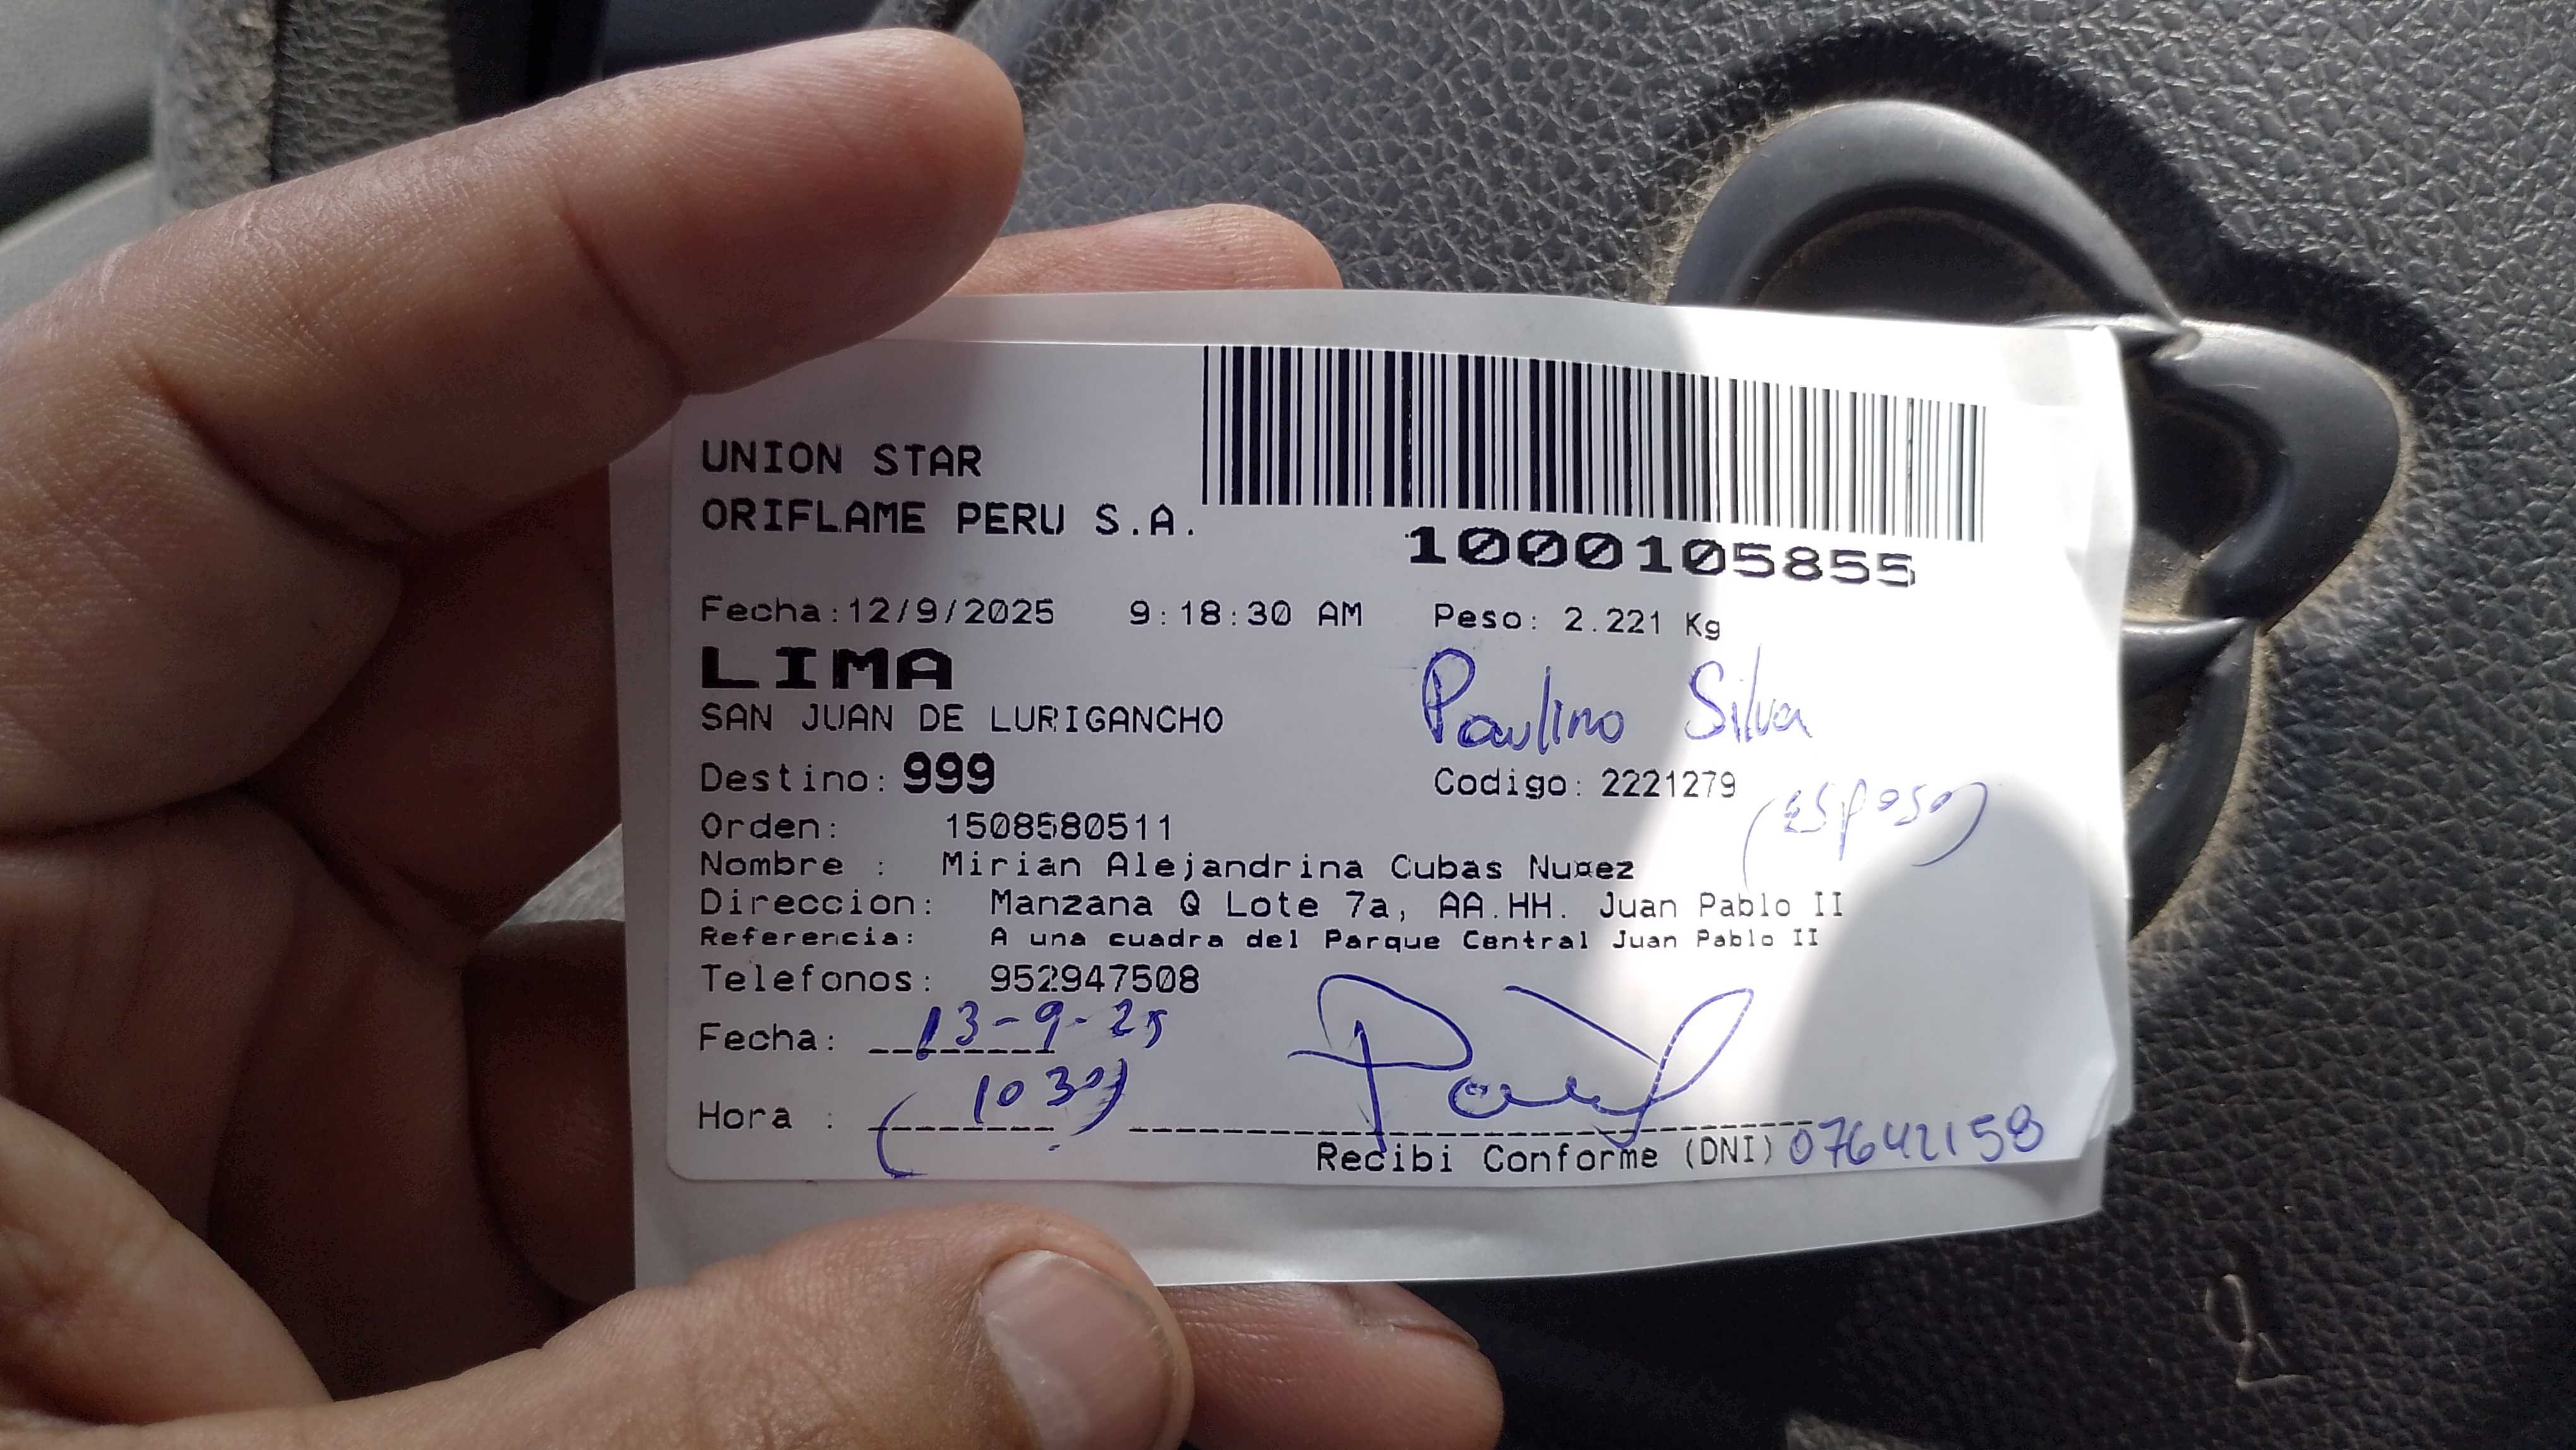 UNION STAR
ORIFLAME PERU S.A.
1000105855
Fecha:12/9/2025 9:18:30 AM Peso: 2.221 Kg
LIMA
SAN JUAN DE LURIGANCHO
Paulino Silva
Destino: 999 Codigo: 2221279
(esposo)
Orden: 1508580511
Nombre : Mirian Alejandrina Cubas Nu¤ez
Direccion: Manzana Q Lote 7a, AA.HH. Juan Pablo II
Referencia: A una cuadra del Parque Central Juan Pablo II
Telefonos: 952947508
Fecha: 13-9-25
Hora : (1030)
Recibi Conforme (DNI) 07642158